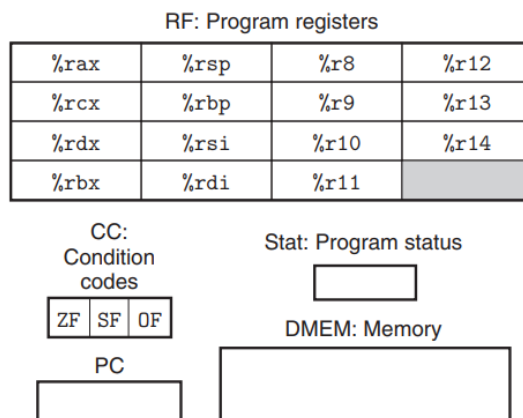 RF: Program registers
%rax %rsp %r8 %r12
%rcx %rbp %r9 %r13
%rdx %rsi %r10 %r14
%rbx %rdi %r11
CC:
Condition
codes
ZF SF OF
Stat: Program status
DMEM: Memory
PC